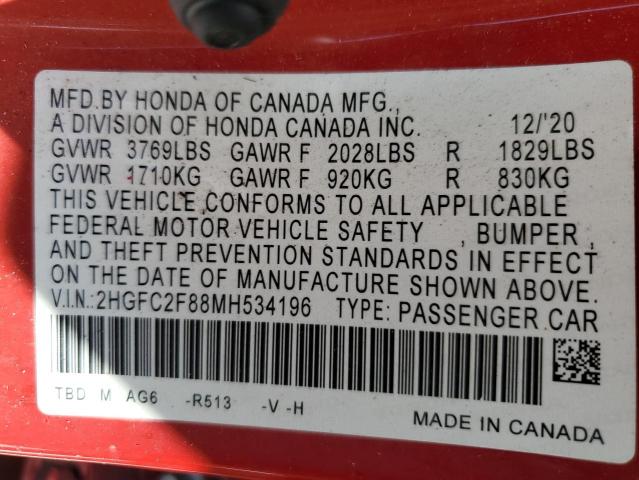 MFD.BY HONDA OF CANADA MFG.,
A DIVISION OF HONDA CANADA INC. 12/'20
GVWR 3769LBS GAWR F 2028LBS R 1829LBS
GVWR 1710KG GAWR F 920KG R 830KG
THIS VEHICLE CONFORMS TO ALL APPLICABLE
FEDERAL MOTOR VEHICLE SAFETY , BUMPER ,
AND THEFT PREVENTION STANDARDS IN EFFECT
ON THE DATE OF MANUFACTURE SHOWN ABOVE.
V.I.N.:2HGFC2F88MH534196 TYPE: PASSENGER CAR
TBD M AG6 -R513 -V -H
MADE IN CANADA